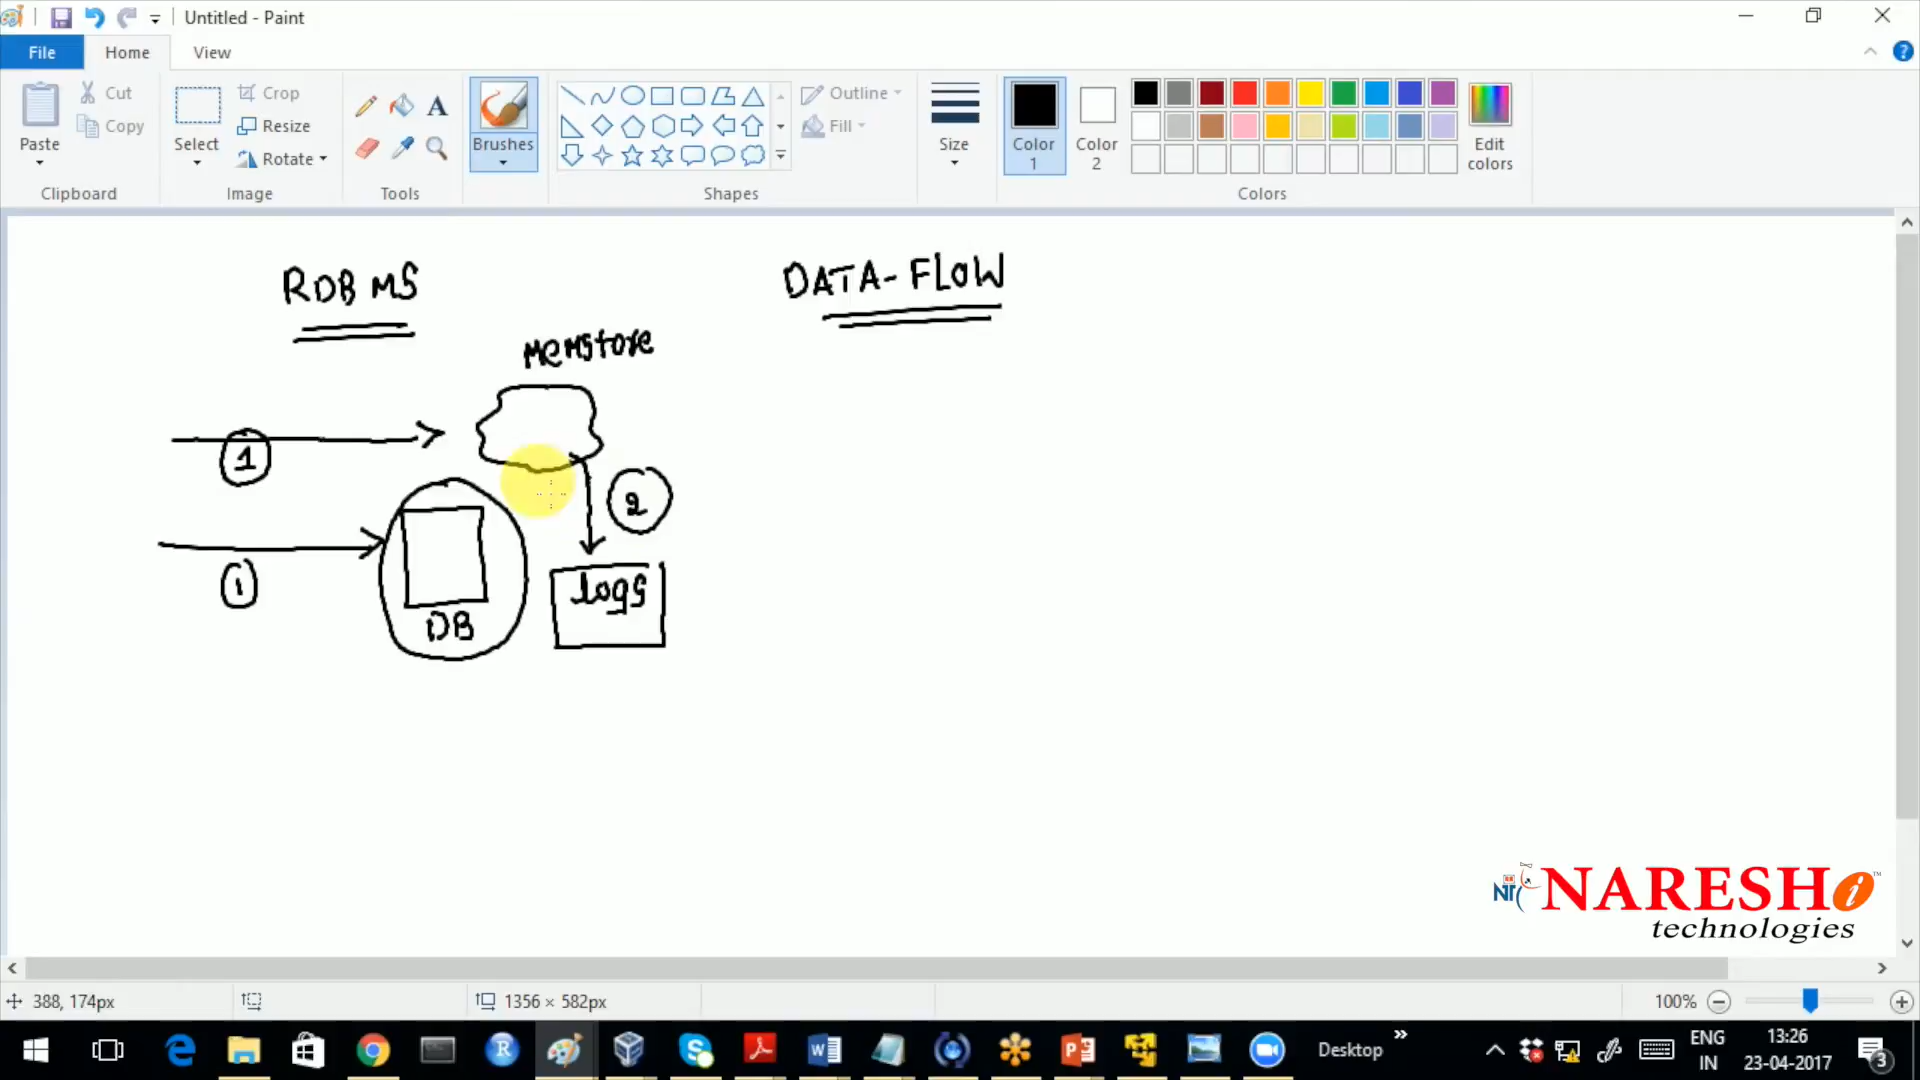 Untitled - Paint
File Home View
Paste Cut Copy Clipboard
Select Crop Resize Rotate Image
Tools
Brushes
Outline Fill Shapes
Size
Color 1
Color 2
Edit colors
Colors
RDBMS DATA-FLOW
Memstore
1
2
1
DB
logs
NARESH i ™
technologies
388, 174px 1356 × 582px 100%
Desktop » ENG IN 13:26 23-04-2017 3